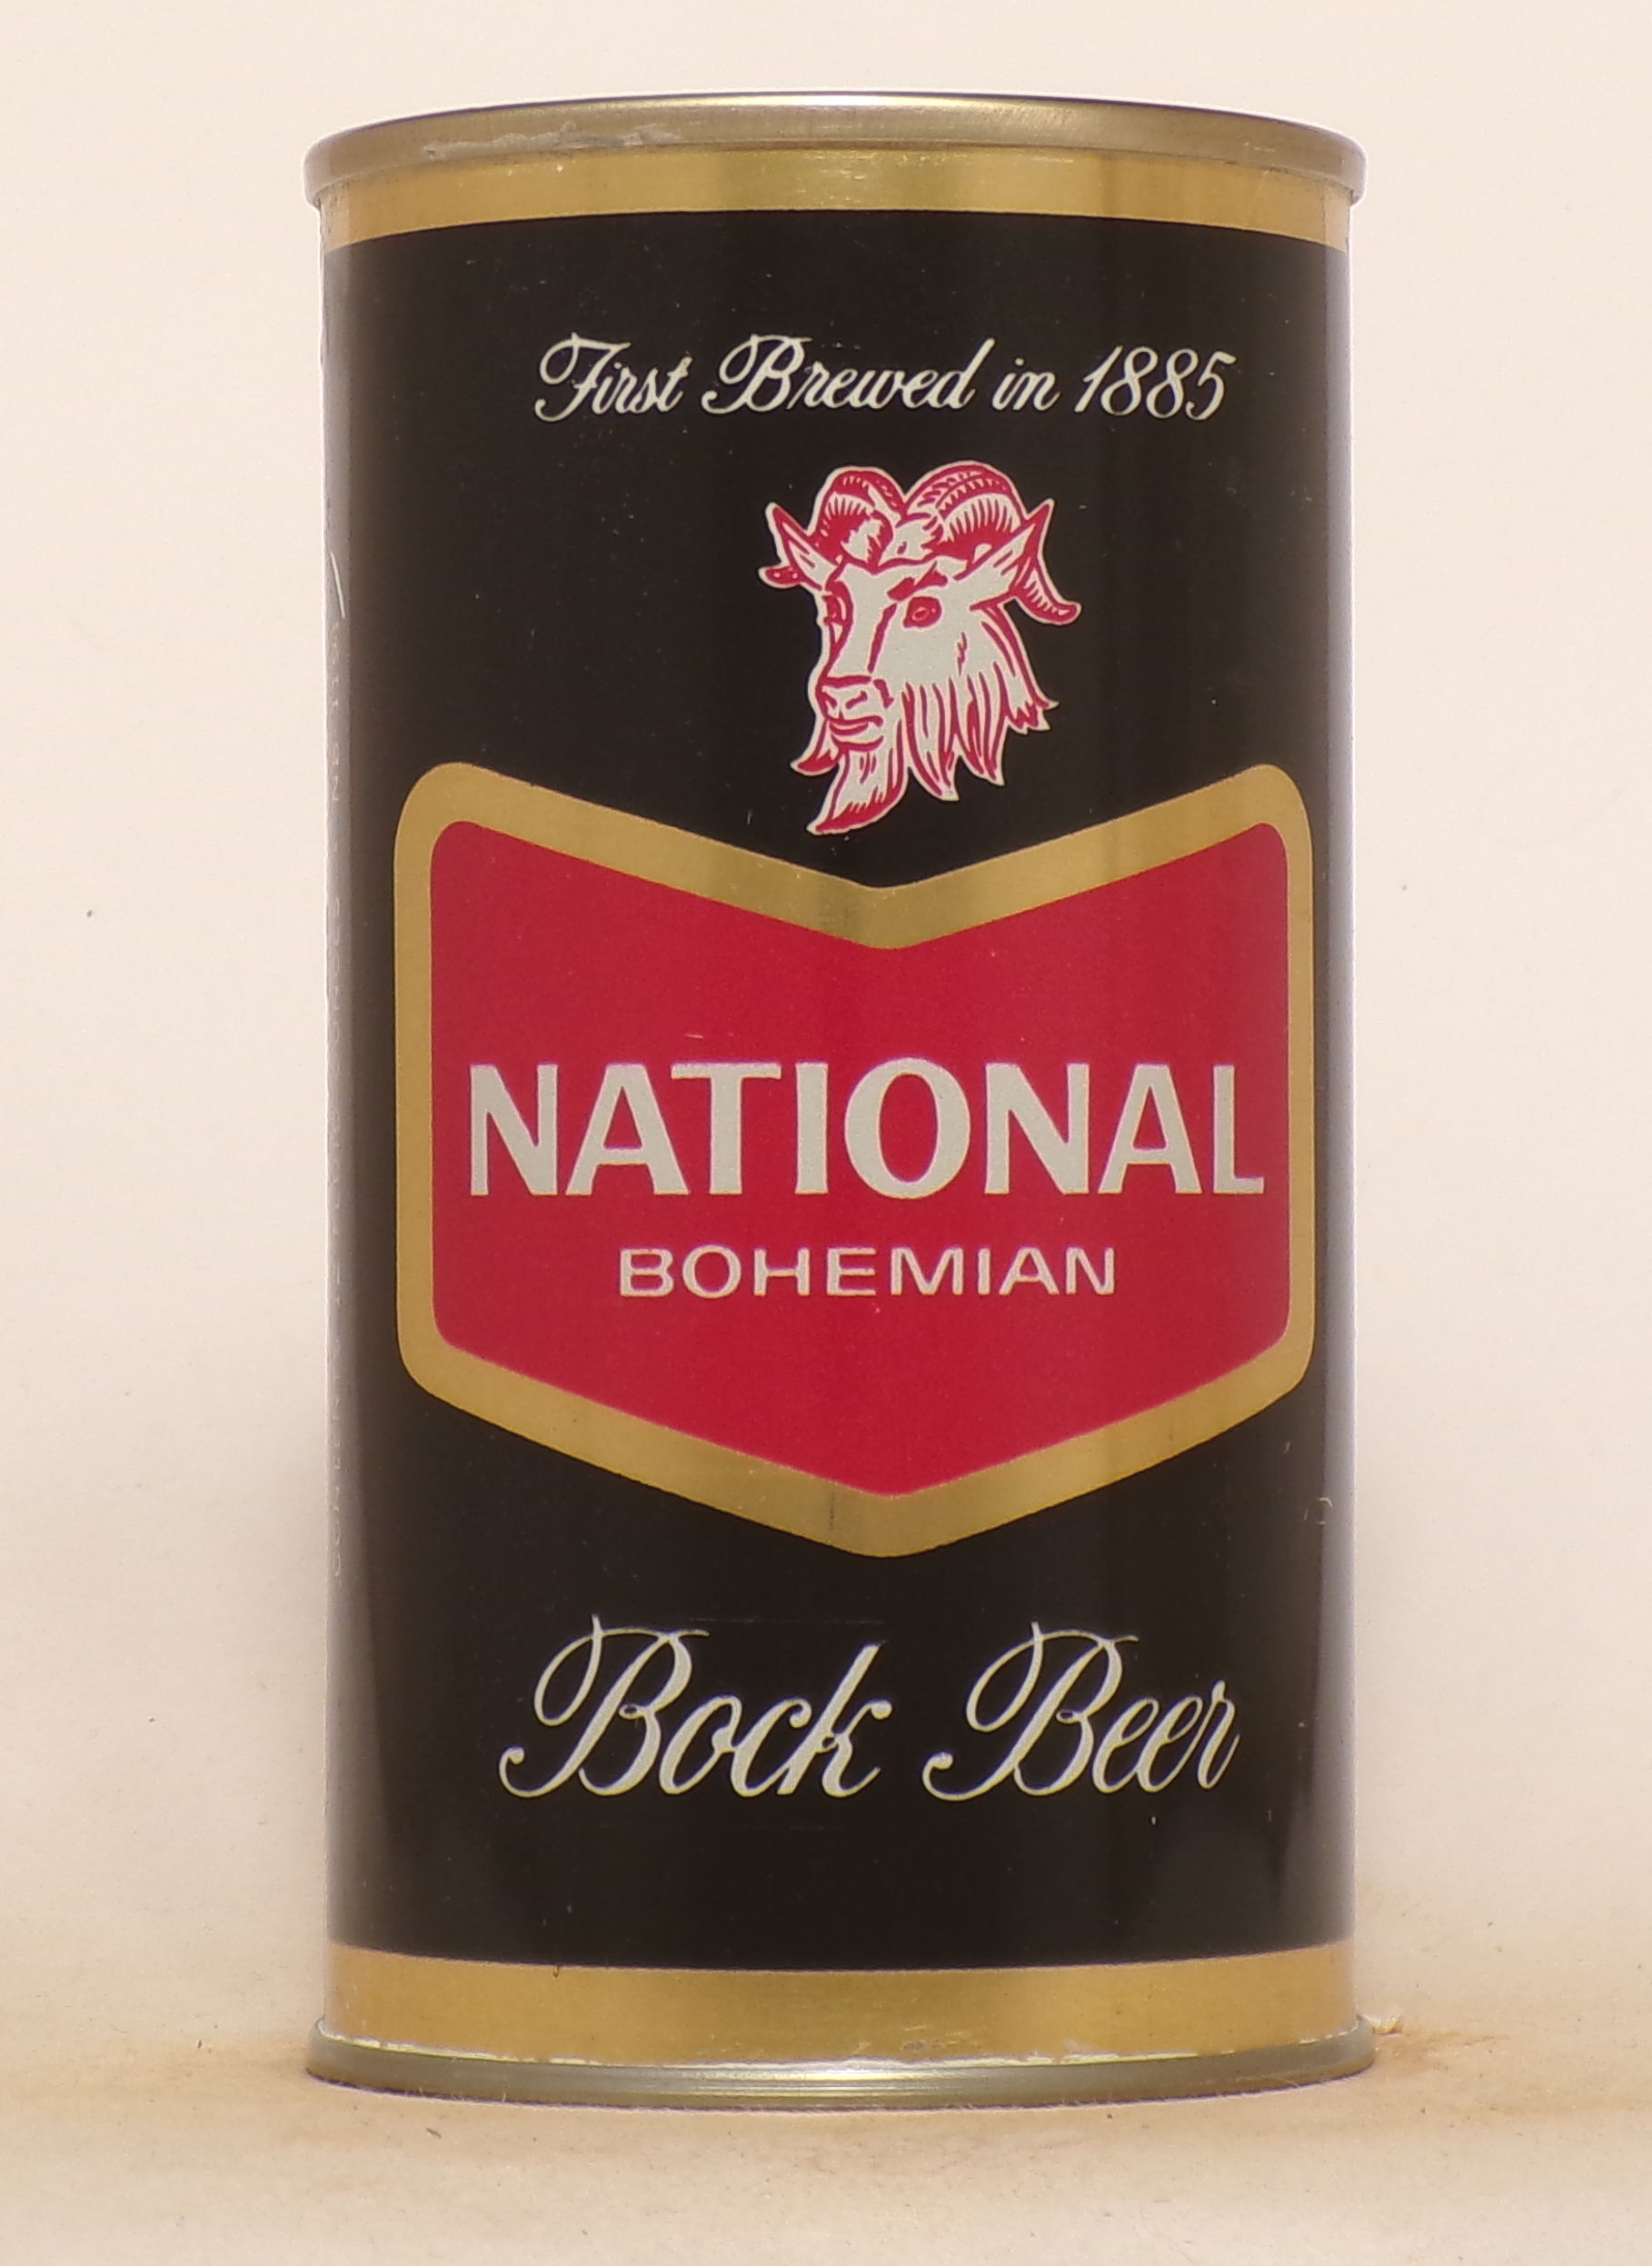 First Brewed in 1885
NATIONAL
BOHEMIAN
Bock Beer